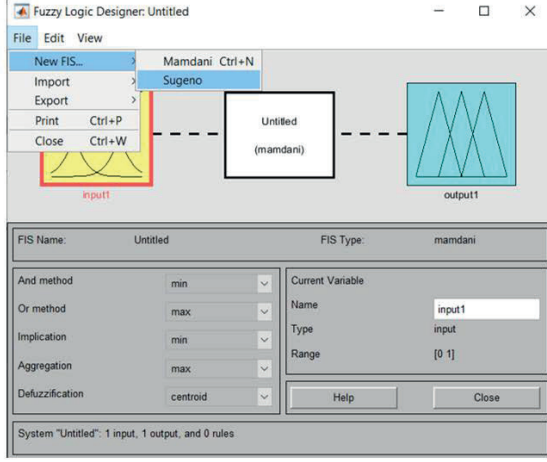 Fuzzy Logic Designer: Untitled
File Edit View
New FIS... > Mamdani Ctrl+N
Import > Sugeno
Export >
Print Ctrl+P
Close Ctrl+W
Untitled
(mamdani)
input1
output1
FIS Name: Untitled FIS Type: mamdani
And method min
Or method max
Implication min
Aggregation max
Defuzzification centroid
Current Variable
Name input1
Type input
Range [0 1]
Help Close
System "Untitled": 1 input, 1 output, and 0 rules